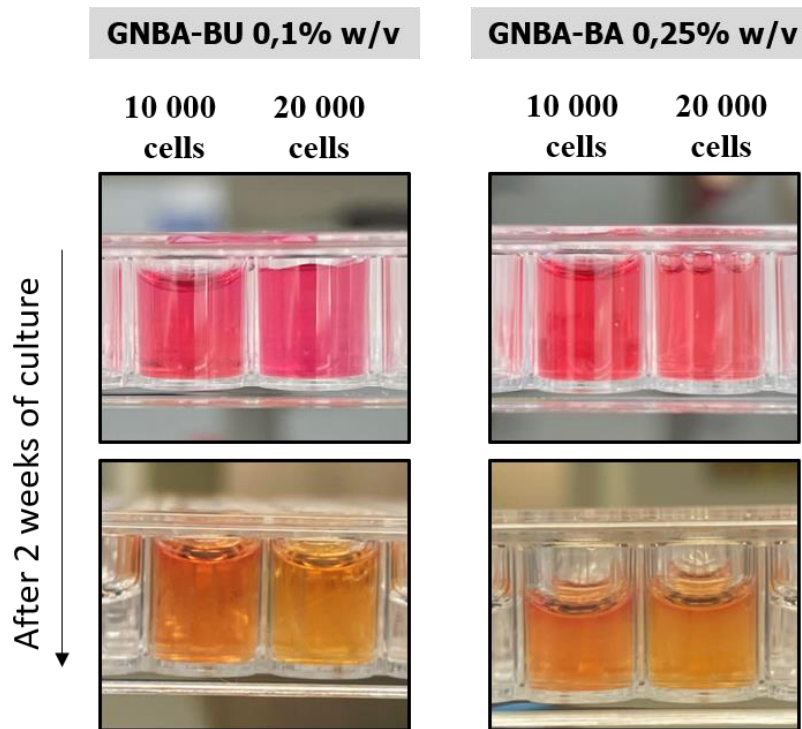 GNBA-BU 0,1% w/v
GNBA-BA 0,25% w/v
10 000
cells
20 000
cells
10 000
cells
20 000
cells
After 2 weeks of culture